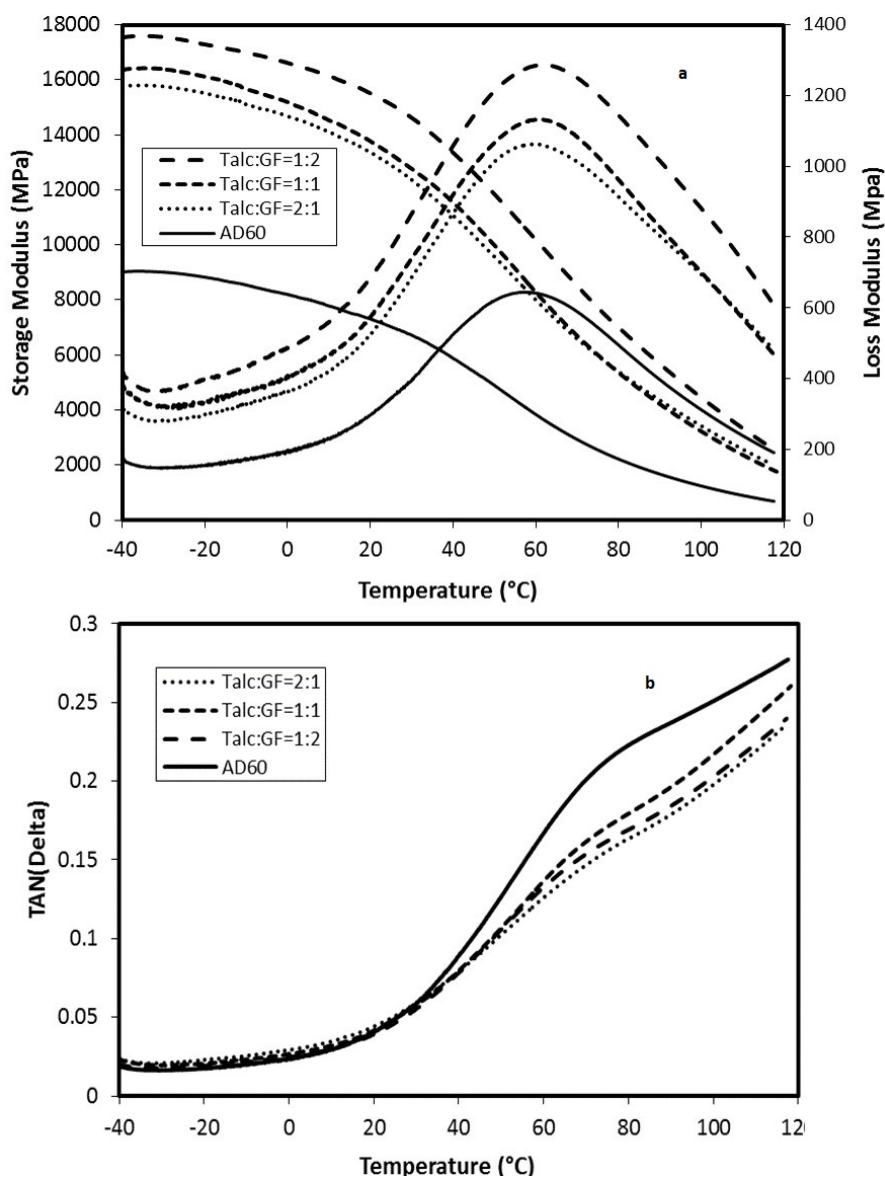 18000 1400
16000 a 1200
14000
1000
12000
Talc:GF=1:2
Talc:GF=1:1
Talc:GF=2:1
AD60
10000 800
8000 600
6000
400
4000
2000 200
0 0
-40 -20 0 20 40 60 80 100 120
Storage Modulus (MPa)
Loss Modulus (Mpa)
Temperature (°C)
0.3
Talc:GF=2:1 b
Talc:GF=1:1
Talc:GF=1:2
AD60
0.25
0.2
0.15
0.1
0.05
0
-40 -20 0 20 40 60 80 100 12
TAN(Delta)
Temperature (°C)